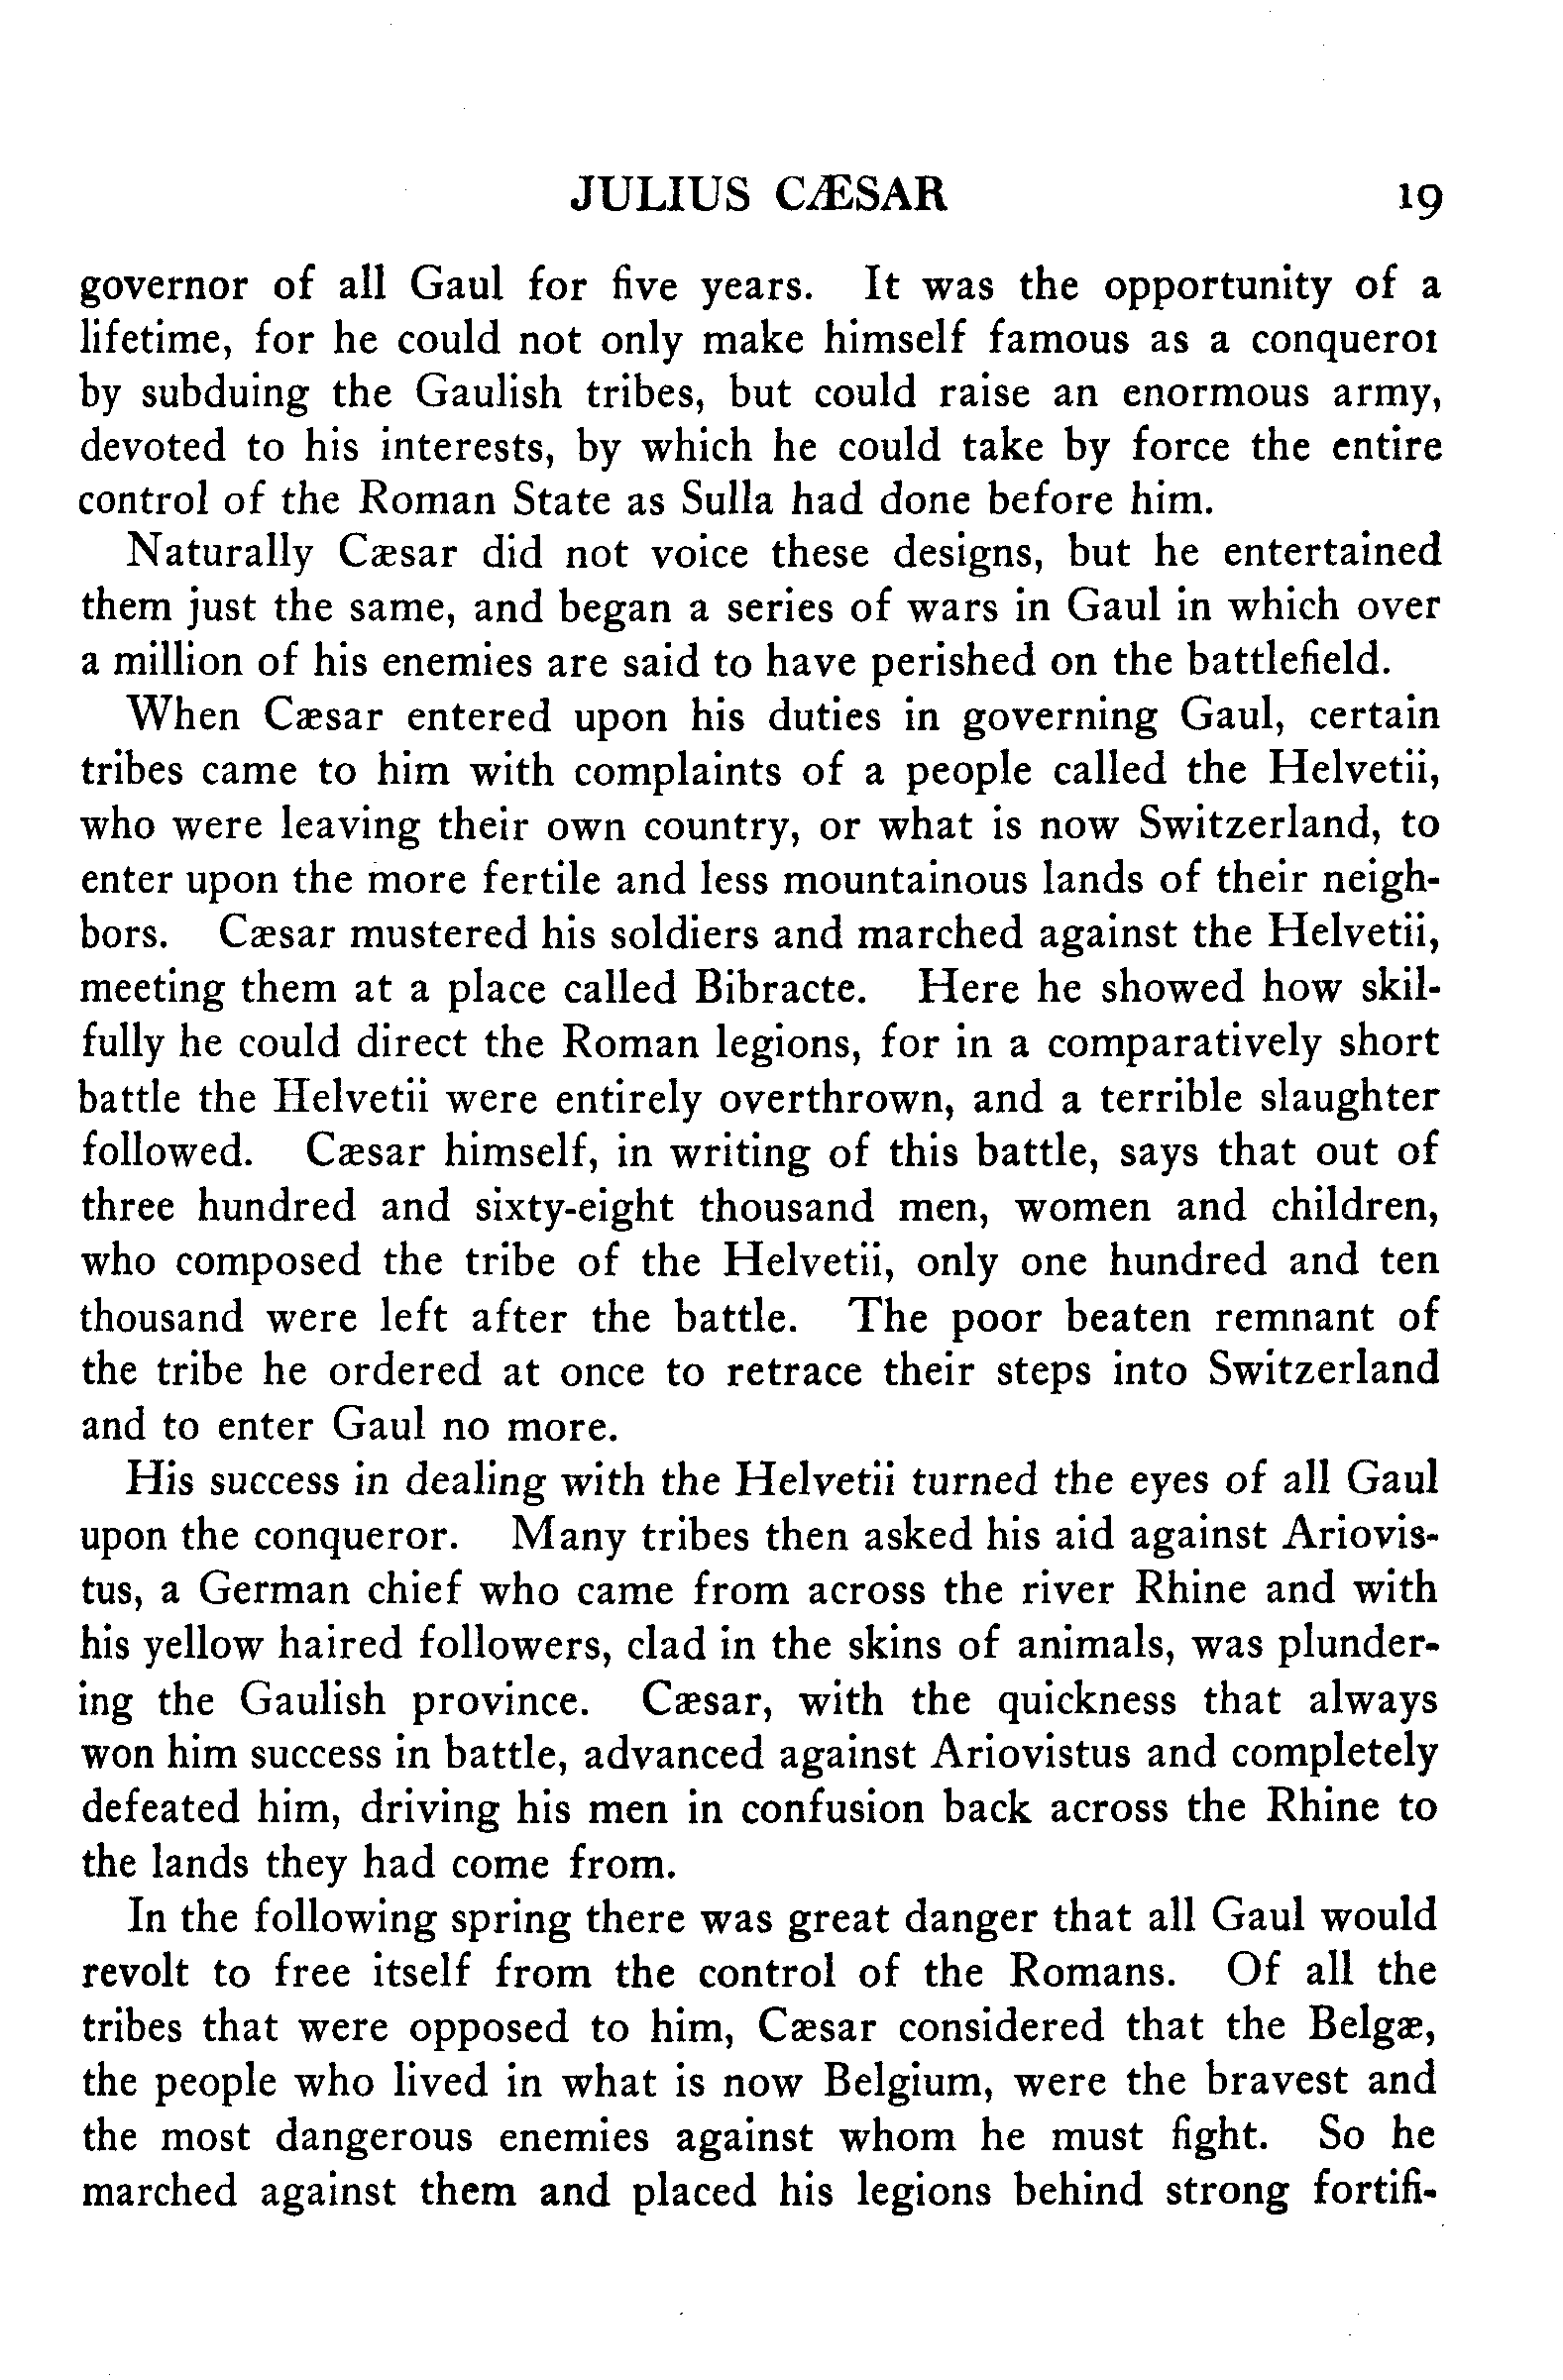 JULIUS CÆSAR 19
governor of all Gaul for five years. It was the opportunity of a
lifetime, for he could not only make himself famous as a conqueror
by subduing the Gaulish tribes, but could raise an enormous army,
devoted to his interests, by which he could take by force the entire
control of the Roman State as Sulla had done before him.
Naturally Cæsar did not voice these designs, but he entertained
them just the same, and began a series of wars in Gaul in which over
a million of his enemies are said to have perished on the battlefield.
When Cæsar entered upon his duties in governing Gaul, certain
tribes came to him with complaints of a people called the Helvetii,
who were leaving their own country, or what is now Switzerland, to
enter upon the more fertile and less mountainous lands of their neigh-
bors. Cæsar mustered his soldiers and marched against the Helvetii,
meeting them at a place called Bibracte. Here he showed how skil-
fully he could direct the Roman legions, for in a comparatively short
battle the Helvetii were entirely overthrown, and a terrible slaughter
followed. Cæsar himself, in writing of this battle, says that out of
three hundred and sixty-eight thousand men, women and children,
who composed the tribe of the Helvetii, only one hundred and ten
thousand were left after the battle. The poor beaten remnant of
the tribe he ordered at once to retrace their steps into Switzerland
and to enter Gaul no more.
His success in dealing with the Helvetii turned the eyes of all Gaul
upon the conqueror. Many tribes then asked his aid against Ariovis-
tus, a German chief who came from across the river Rhine and with
his yellow haired followers, clad in the skins of animals, was plunder-
ing the Gaulish province. Cæsar, with the quickness that always
won him success in battle, advanced against Ariovistus and completely
defeated him, driving his men in confusion back across the Rhine to
the lands they had come from.
In the following spring there was great danger that all Gaul would
revolt to free itself from the control of the Romans. Of all the
tribes that were opposed to him, Cæsar considered that the Belgæ,
the people who lived in what is now Belgium, were the bravest and
the most dangerous enemies against whom he must fight. So he
marched against them and placed his legions behind strong fortifi-